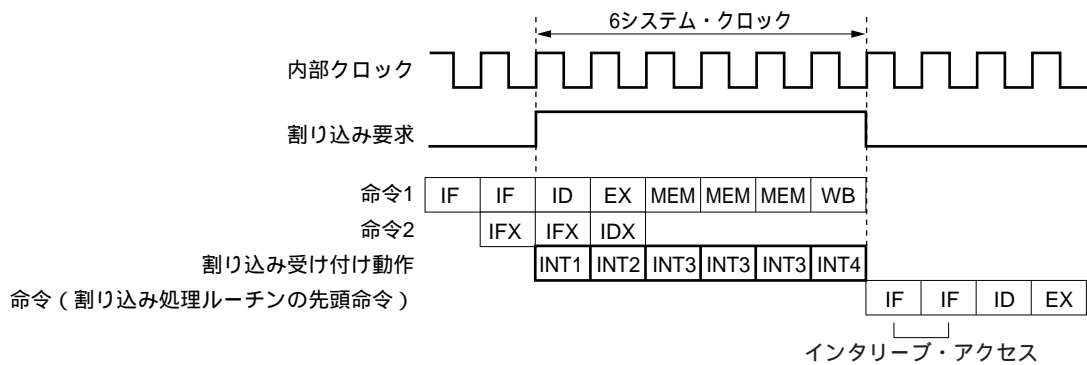 6システム・クロック
内部クロック
割り込み要求
命令1 IF IF ID EX MEM MEM MEM WB
命令2 IFX IFX IDX
割り込み受け付け動作 INT1 INT2 INT3 INT3 INT3 INT4
命令（割り込み処理ルーチンの先頭命令） IF IF ID EX
インタリーブ・アクセス